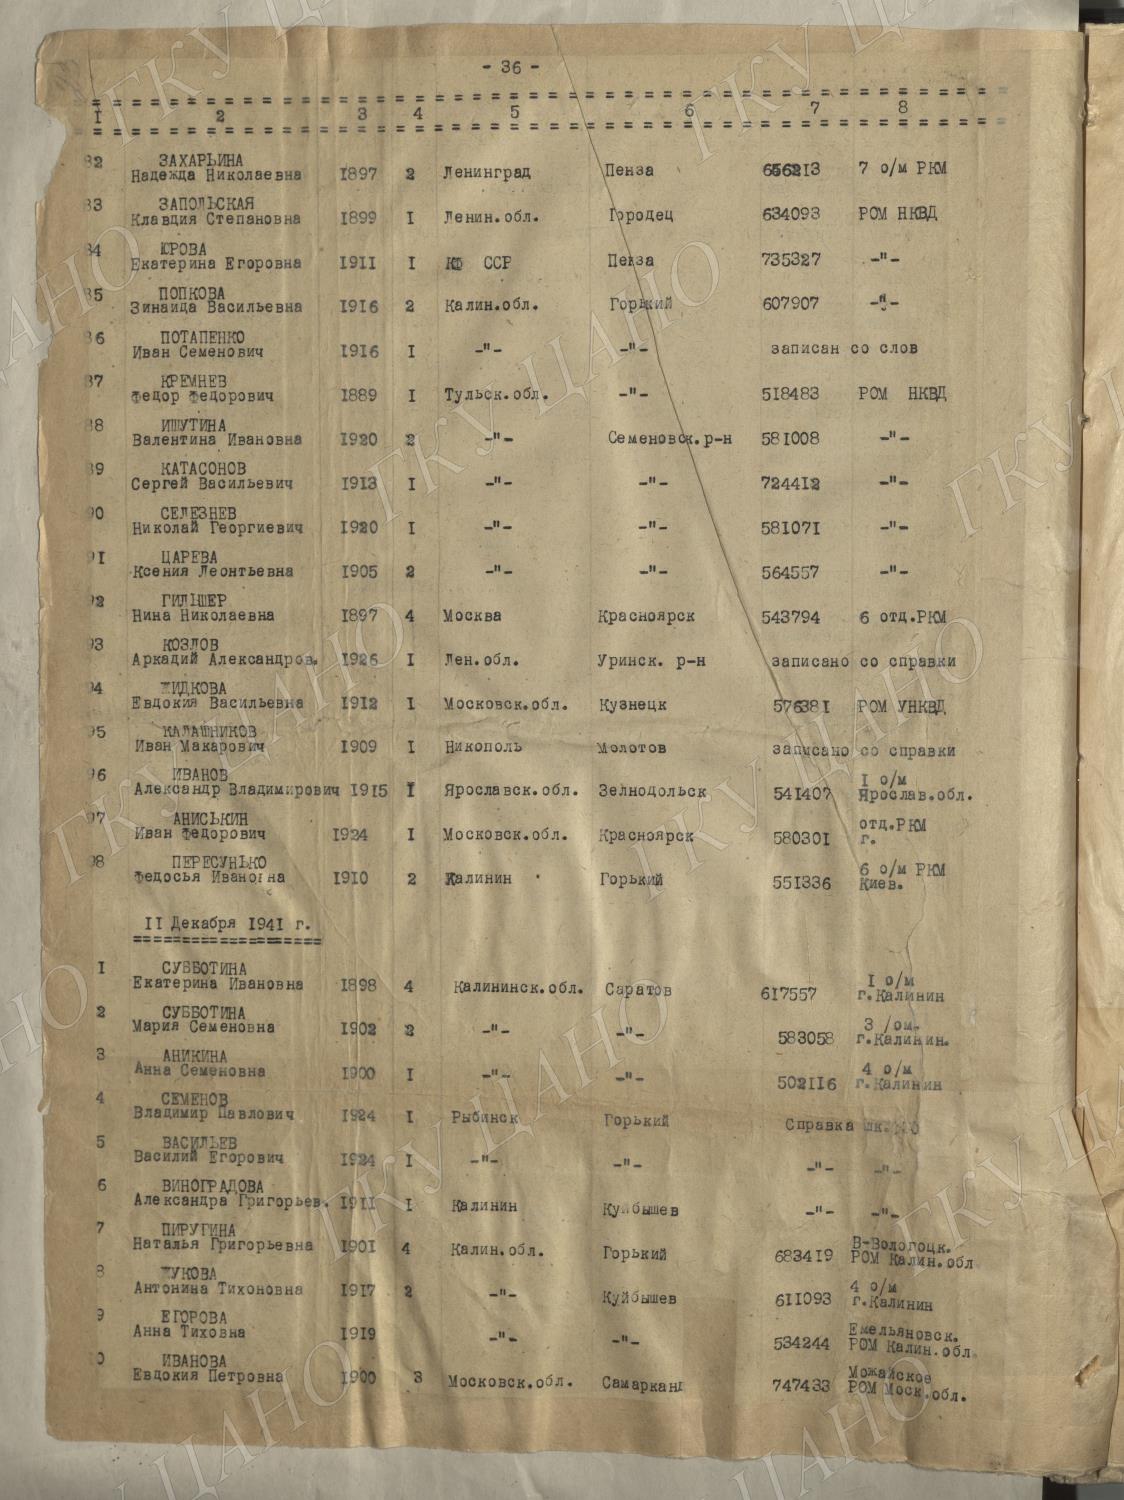 - 36 -
I 2 3 4 5 6 7 8
82 ЗАХАРЬИНА
Надежда Николаевна 1897 2 Ленинград Пенза 656213 7 о/м РКМ
83 ЗАПОЛЬСКАЯ
Клавдия Степановна 1899 I Ленин.обл. Городец 634093 РОМ НКВД
84 ЮРОВА
Екатерина Егоровна 1911 I КФ ССР Пенза 735327 -"-
85 ПОПКОВА
Зинаида Васильевна 1916 2 Калин.обл. Горький 607907 -"-
86 ПОТАПЕНКО
Иван Семенович 1916 I -"- -"- записан со слов
87 КРЕМНЕВ
Федор Федорович 1889 I Тульск.обл. -"- 518483 РОМ НКВД
88 ИШУТИНА
Валентина Ивановна 1920 2 -"- Семеновск.р-н 581008 -"-
89 КАТАСОНОВ
Сергей Васильевич 1913 I -"- -"- 724412 -"-
90 СЕЛЕЗНЕВ
Николай Георгиевич 1920 I -"- -"- 581071 -"-
91 ЦАРЕВА
Ксения Леонтьевна 1905 2 -"- -"- 564557 -"-
92 ГИЛЬШЕР
Нина Николаевна 1897 4 Москва Красноярск 543794 6 отд.РКМ
93 КОЗЛОВ
Аркадий Александров. 1926 I Лен.обл. Уринск. р-н записано со справки
94 ЖИДКОВА
Евдокия Васильевна 1912 I Московск.обл. Кузнецк 576381 РОМ УНКВД
95 КАЛАШНИКОВ
Иван Макарович 1909 I Никополь Молотов записано со справки
96 ИВАНОВ I о/м
Александр Владимирович 1915 I Ярославск.обл. Зелнодольск 541407 Ярослав.обл.
97 АНИСЬКИН отд.РКМ
Иван Федорович 1924 I Московск.обл. Красноярск 580301 г.
98 ПЕРЕСУНЬКО 6 о/м РКМ
Федосья Ивановна 1910 2 Калинин Горький 551336 Киев.
II Декабря 1941 г.
I СУББОТИНА I о/м
Екатерина Ивановна 1898 4 Калининск.обл. Саратов 617557 г.Калинин
2 СУББОТИНА 3 /ом-
Мария Семеновна 1902 2 -"- -"- 583058 г.Калинин.
3 АНИКИНА 4 о/м
Анна Семеновна 1900 I -"- -"- 502116 г.Калинин
4 СЕМЕНОВ
Владимир Павлович 1924 I Рыбинск Горький Справка шк.
5 ВАСИЛЬЕВ
Василий Егорович 1924 I -"- -"- -"- -"-
6 ВИНОГРАДОВА
Александра Григорьев. 1911 I Калинин Куйбышев -"- -"-
7 ПИРУГИНА В-Вологоцк.
Наталья Григорьевна 1901 4 Калин.обл. Горький 683419 РОМ Калин.обл
8 ЖУКОВА 4 о/м
Антонина Тихоновна 1917 2 -"- Куйбышев 611093 г.Калинин
9 ЕГОРОВА Емельяновск.
Анна Тиховна 1919 -"- -"- 534244 РОМ Калин.обл.
10 ИВАНОВА Можайское
Евдокия Петровна 1900 3 Московск.обл. Самарканд 747433 РОМ Моск.обл.